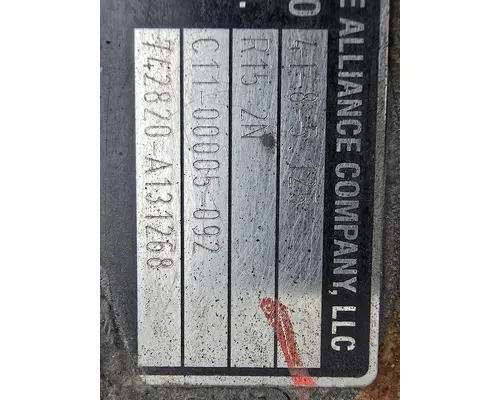 E ALLIANCE COMPANY, LLC
R15 2N
C11-00005-092
742820-A131268